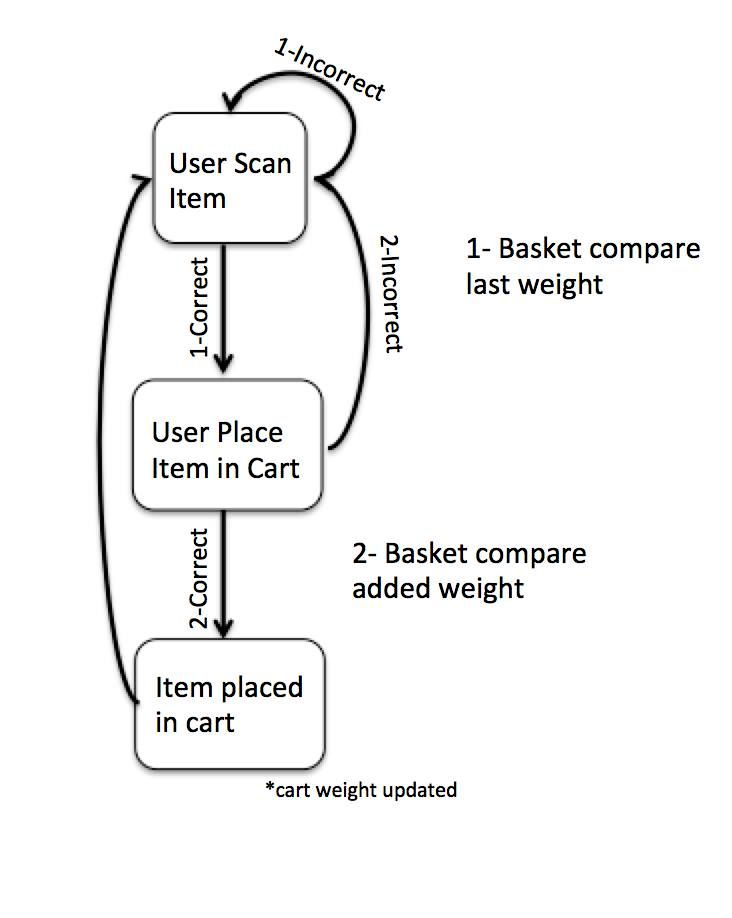 1-Incorrect
User Scan
Item
1-Correct
2-Incorrect
1- Basket compare
last weight
User Place
Item in Cart
2-Correct
2- Basket compare
added weight
Item placed
in cart
*cart weight updated